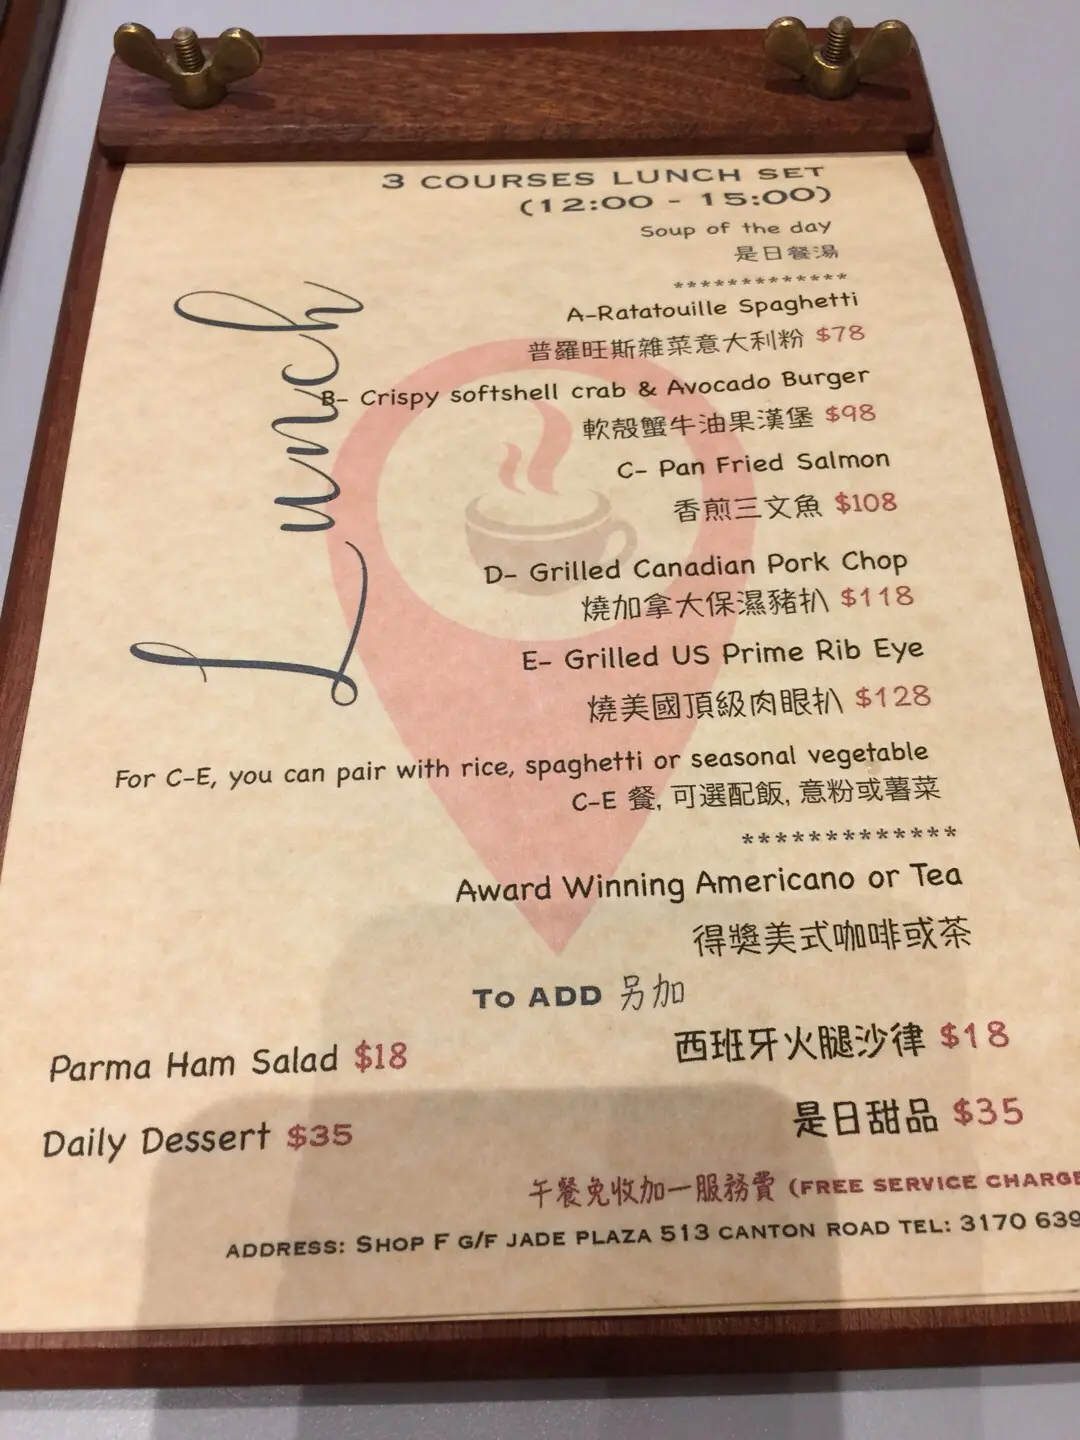 3 COURSES LUNCH SET
(12:00 - 15:00)
Soup of the day
是日餐湯
*************
Lunch
A-Ratatouille Spaghetti
普羅旺斯雜菜意大利粉 $78
B- Crispy softshell crab & Avocado Burger
軟殼蟹牛油果漢堡 $98
C- Pan Fried Salmon
香煎三文魚 $108
D- Grilled Canadian Pork Chop
燒加拿大保濕豬扒 $118
E- Grilled US Prime Rib Eye
燒美國頂級肉眼扒 $128
For C-E, you can pair with rice, spaghetti or seasonal vegetable
C-E 餐, 可選配飯, 意粉或薯菜
*************
Award Winning Americano or Tea
得獎美式咖啡或茶
TO ADD 另加
Parma Ham Salad $18 西班牙火腿沙律 $18
Daily Dessert $35 是日甜品 $35
午餐免收加一服務費 (FREE SERVICE CHARGE
ADDRESS: SHOP F G/F JADE PLAZA 513 CANTON ROAD TEL: 3170 639